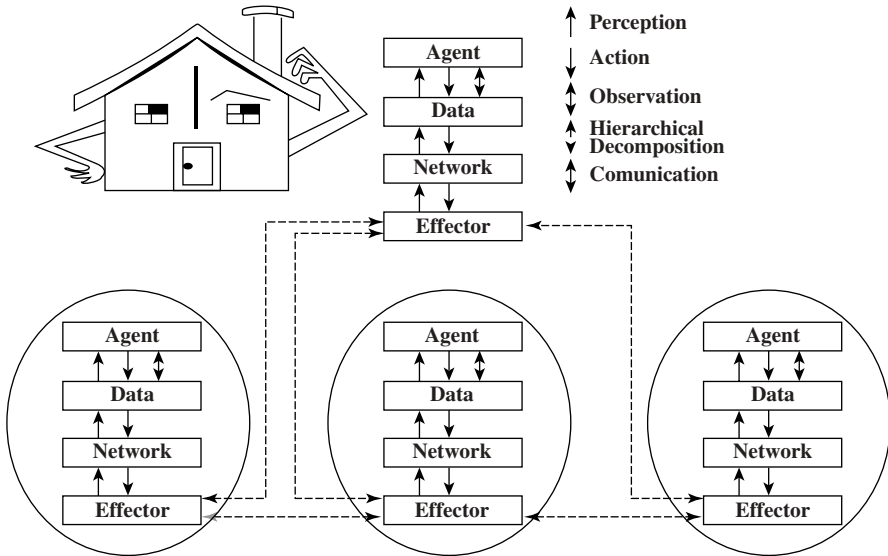 Agent
Data
Network
Effector
Perception
Action
Observation
Hierarchical
Decomposition
Comunication
Agent
Data
Network
Effector
Agent
Data
Network
Effector
Agent
Data
Network
Effector